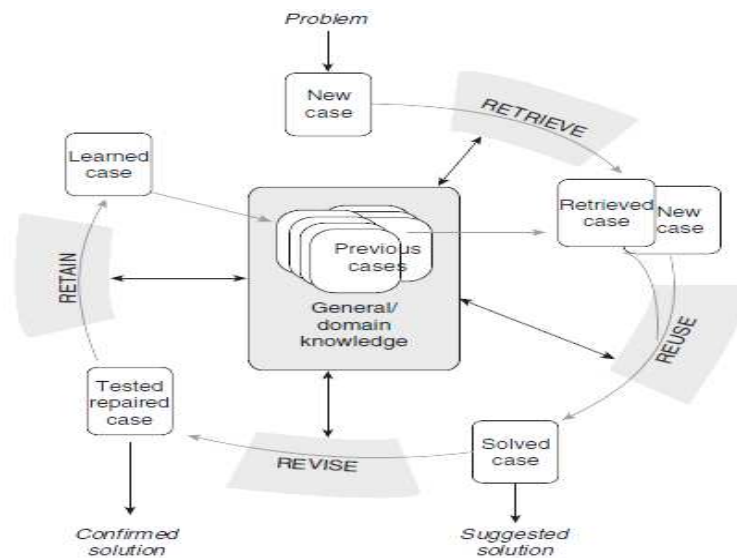 Problem
New
case
RETRIEVE
Learned
case
Retrieved
case
New
case
Previous
cases
General/
domain
knowledge
RETAIN
REUSE
Tested
repaired
case
REVISE
Solved
case
Confirmed
solution
Suggested
solution